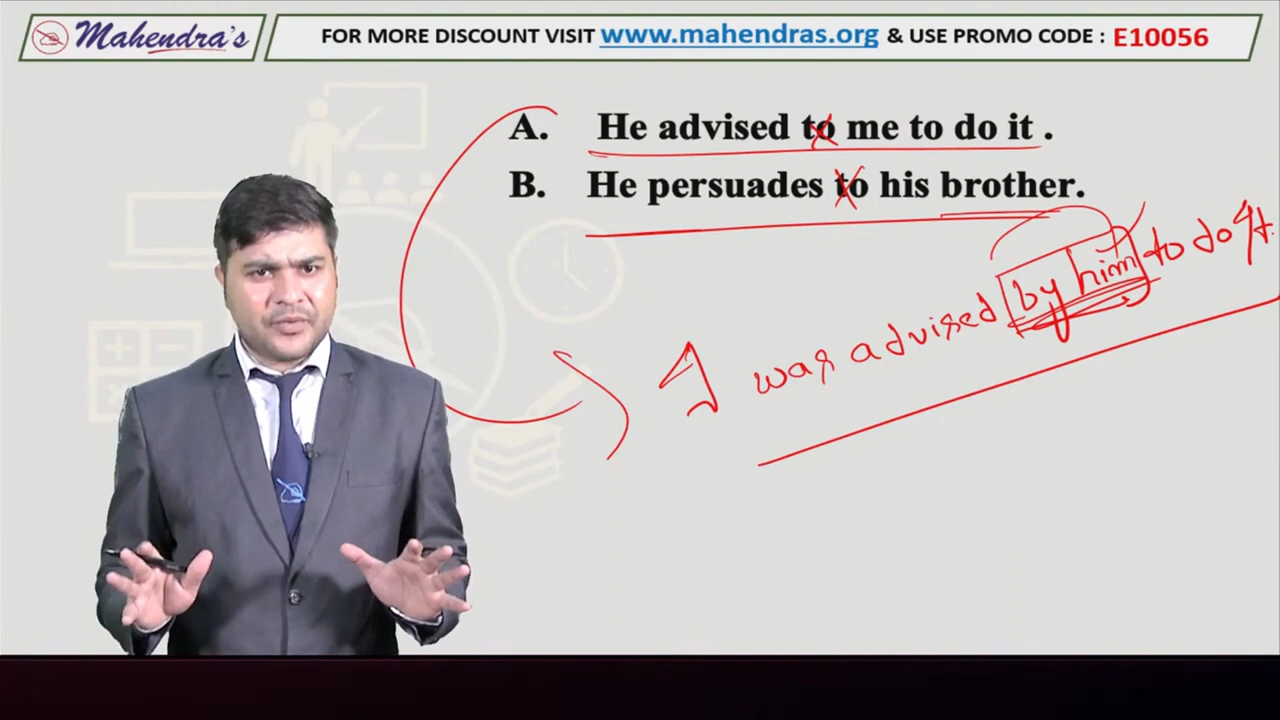 Mahendra's
FOR MORE DISCOUNT VISIT www.mahendras.org & USE PROMO CODE : E10056
A. He advised to me to do it .
B. He persuades to his brother.
I was advised by him to do it.